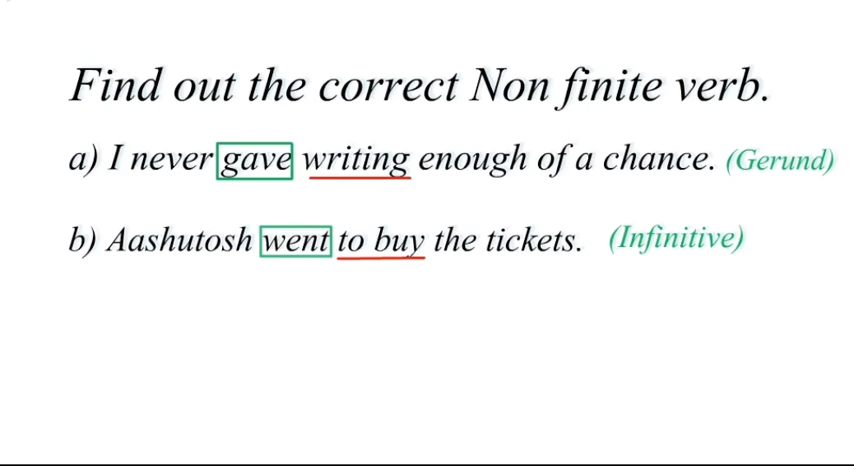 Find out the correct Non finite verb.
a) I never gave writing enough of a chance. (Gerund)
b) Aashutosh went to buy the tickets. (Infinitive)